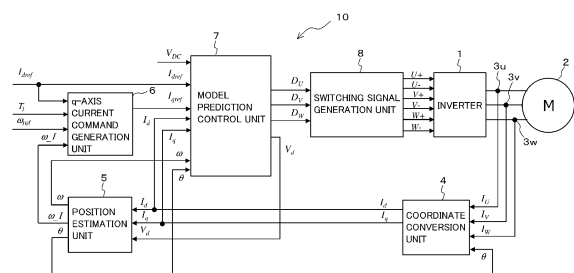 10
7
V_DC
8
1
2
I_dref
I_dref
6
q-AXIS
CURRENT
COMMAND
GENERATION
UNIT
T_l
ω_ref
ω_I
I_qref
I_d
I_q
ω
θ
MODEL
PREDICTION
CONTROL UNIT
D_U
D_V
D_W
V_d
SWITCHING SIGNAL
GENERATION UNIT
U+
U-
V+
V-
W+
W-
INVERTER
3u
3v
3w
M
5
ω
ω_I
θ
POSITION
ESTIMATION
UNIT
I_d
I_q
V_d
I_d
I_q
4
COORDINATE
CONVERSION
UNIT
I_U
I_V
I_W
θ